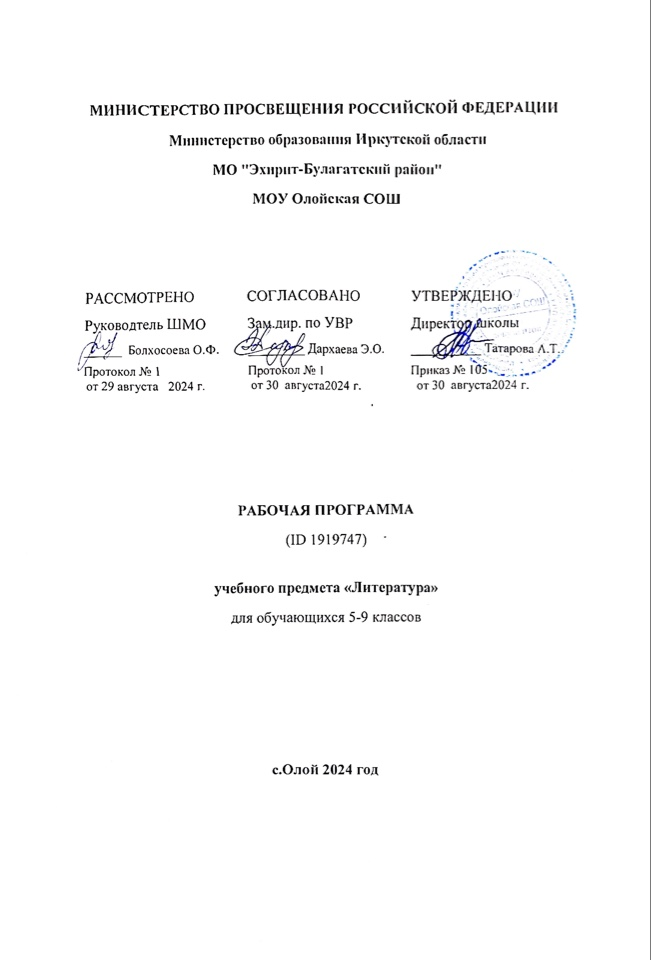 МИНИСТЕРСТВО ПРОСВЕЩЕНИЯ РОССИЙСКОЙ ФЕДЕРАЦИИ
Министерство образования Иркутской области
МО "Эхирит-Булагатский район"
МОУ Олойская СОШ
РАССМОТРЕНО СОГЛАСОВАНО УТВЕРЖДЕНО
Руководтель ШМО Зам.дир. по УВР Директор школы
Болхосоева О.Ф. Дархаева Э.О. Татарова А.Т.
Протокол № 1 Протокол № 1 Приказ № 105
от 29 августа 2024 г. от 30 августа2024 г. от 30 августа2024 г.
РАБОЧАЯ ПРОГРАММА
(ID 1919747)
учебного предмета «Литература»
для обучающихся 5-9 классов
с.Олой 2024 год